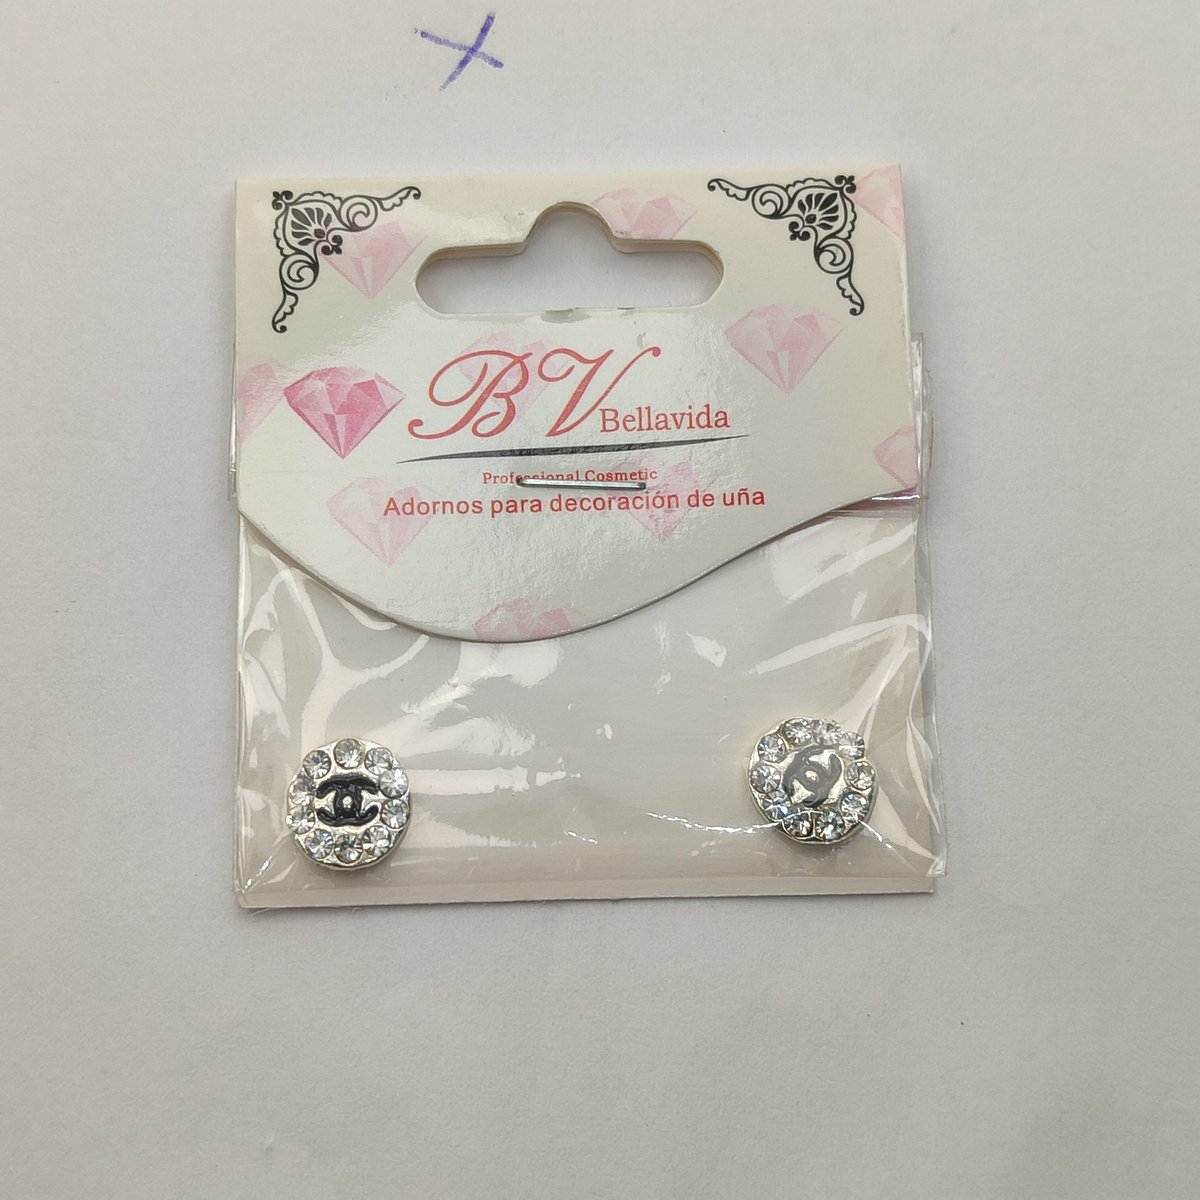 BV Bellavida
Professional Cosmetic
Adornos para decoración de uña